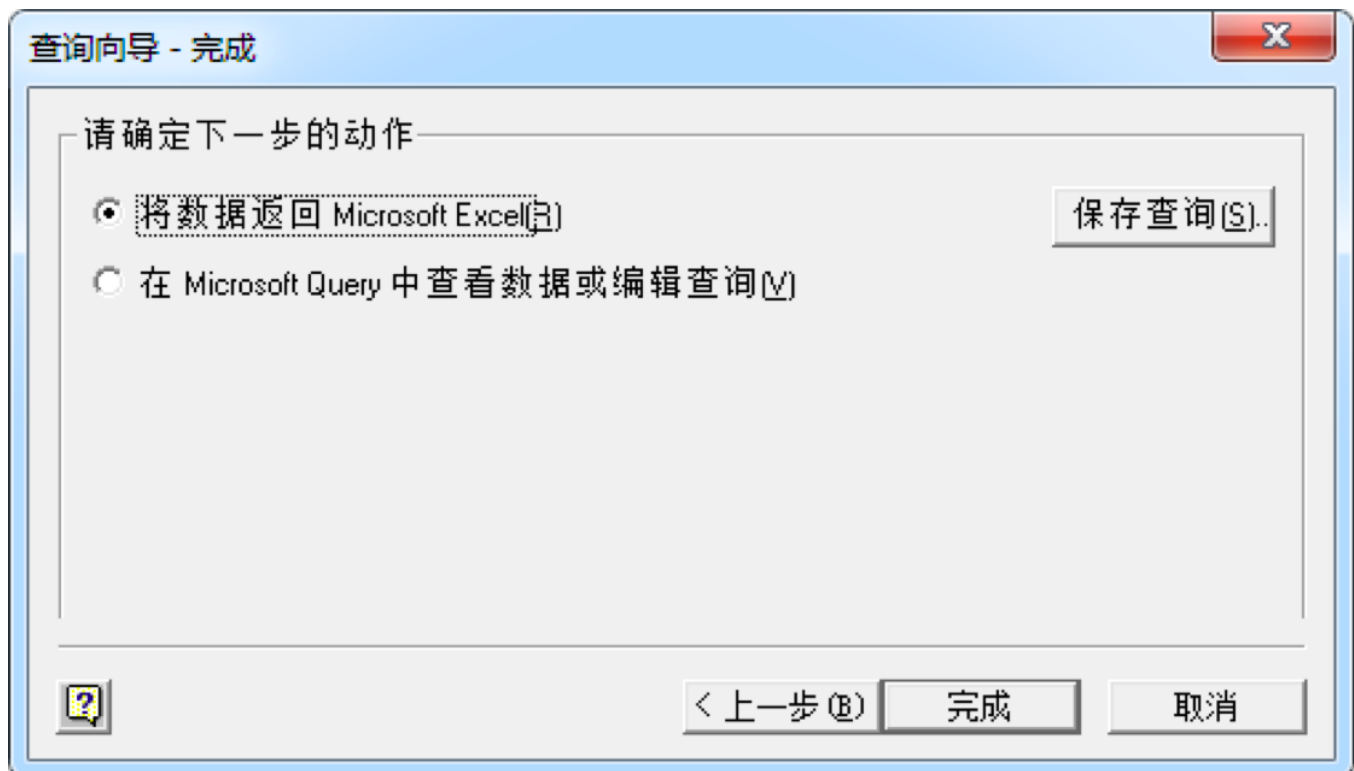 查询向导 - 完成
请确定下一步的动作
将数据返回 Microsoft Excel(R)
保存查询(S)..
在 Microsoft Query 中查看数据或编辑查询(V)
< 上一步(B)
完成
取消